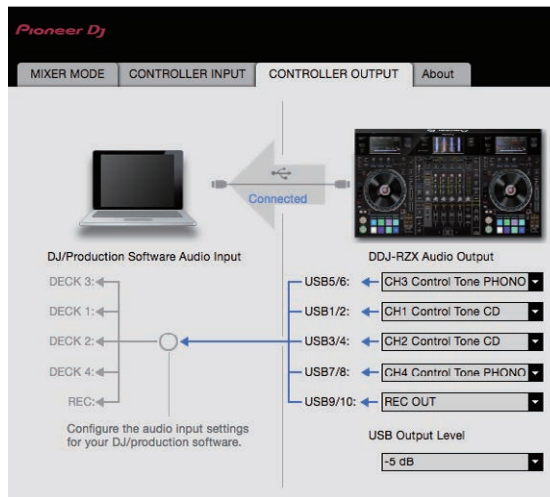 Pioneer Dj
MIXER MODE
CONTROLLER INPUT
CONTROLLER OUTPUT
About
Connected
DJ/Production Software Audio Input
DDJ-RZX Audio Output
DECK 3:
USB5/6:
CH3 Control Tone PHONO
DECK 1:
USB1/2:
CH1 Control Tone CD
DECK 2:
USB3/4:
CH2 Control Tone CD
DECK 4:
USB7/8:
CH4 Control Tone PHONO
REC:
USB9/10:
REC OUT
Configure the audio input settings
for your DJ/production software.
USB Output Level
-5 dB